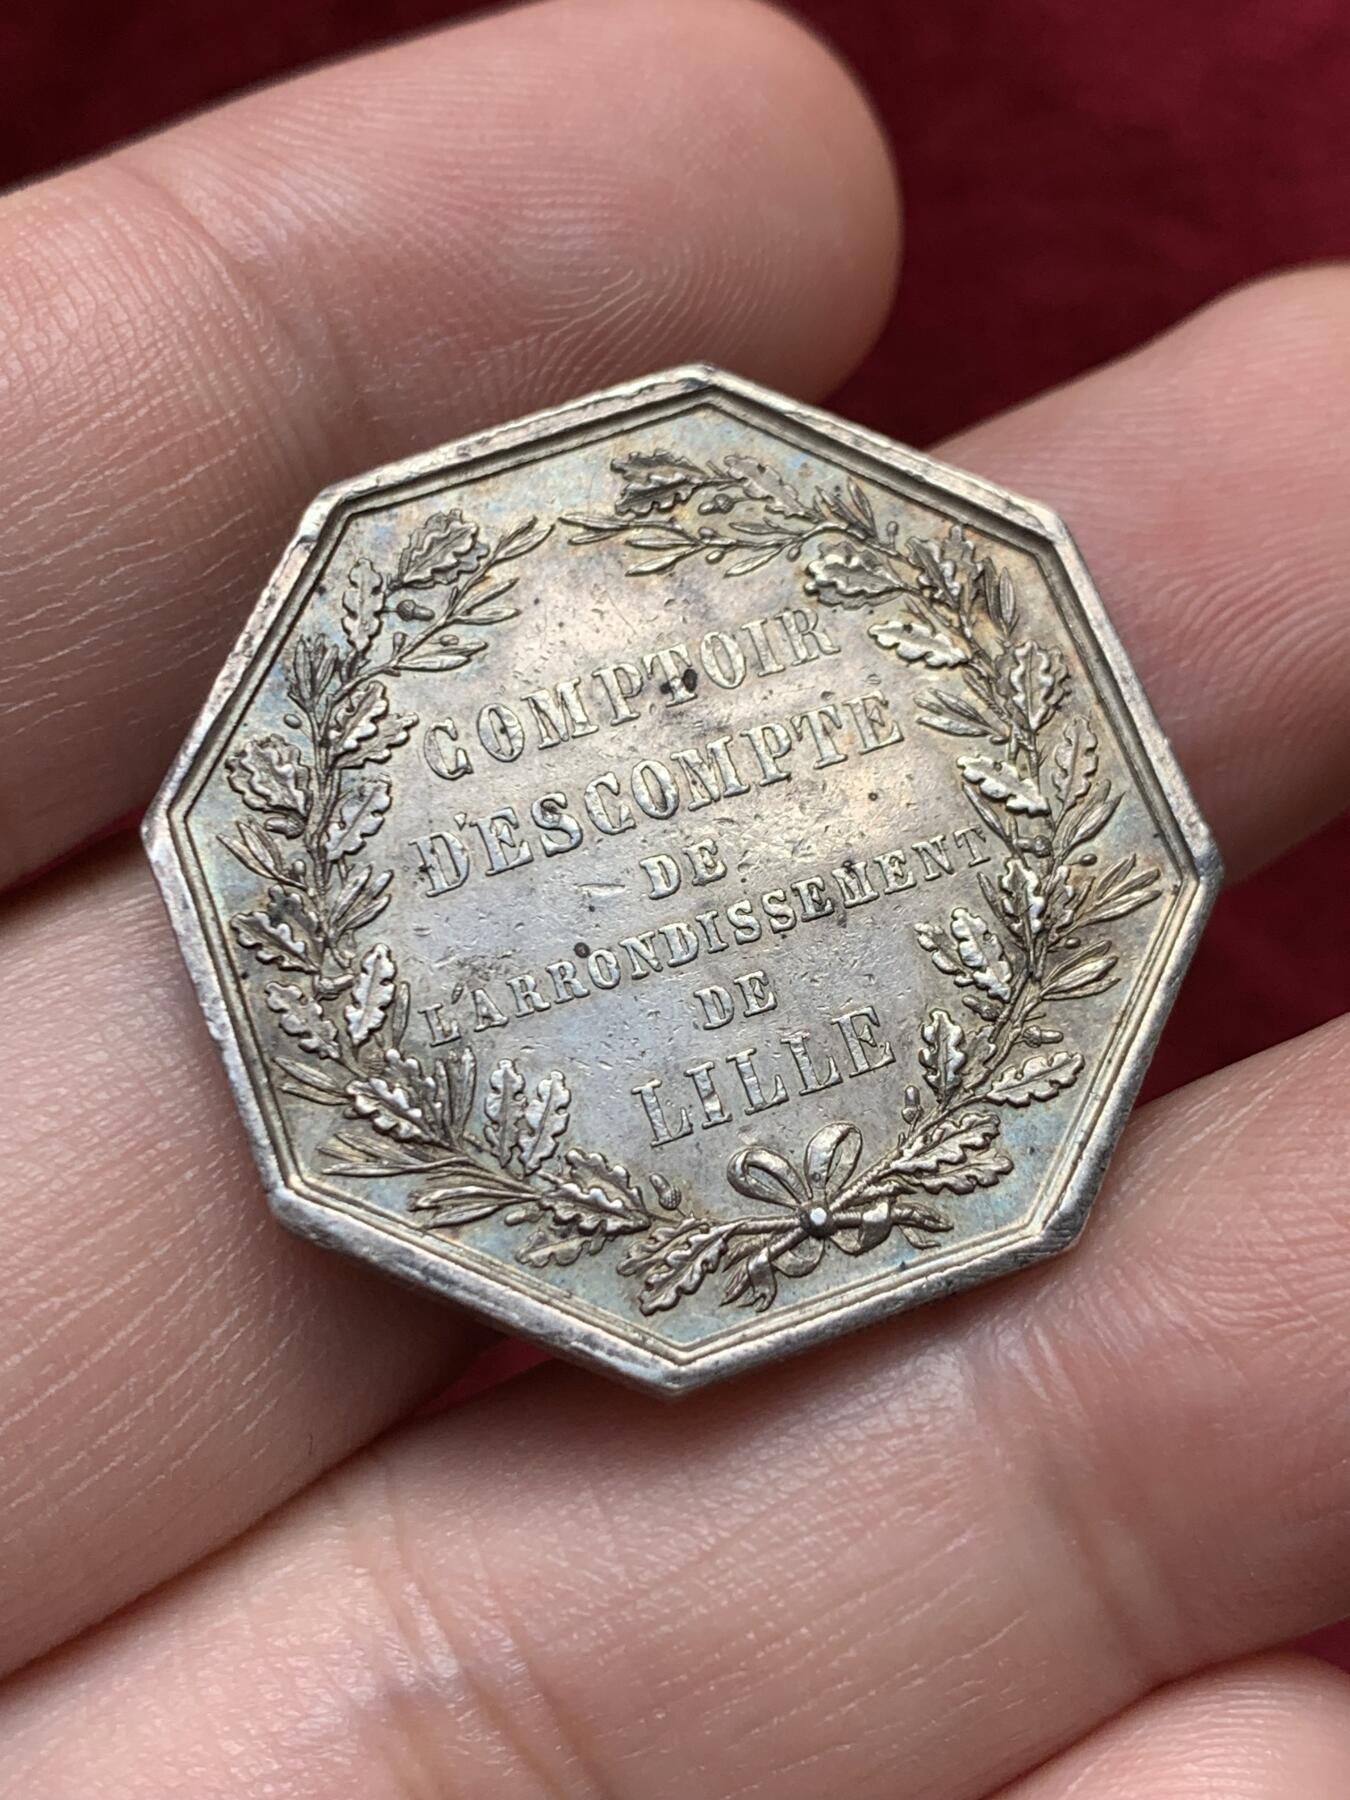 COMPTOIR
D'ESCOMPTE
DE
L'ARRONDISSEMENT
DE
LILLE